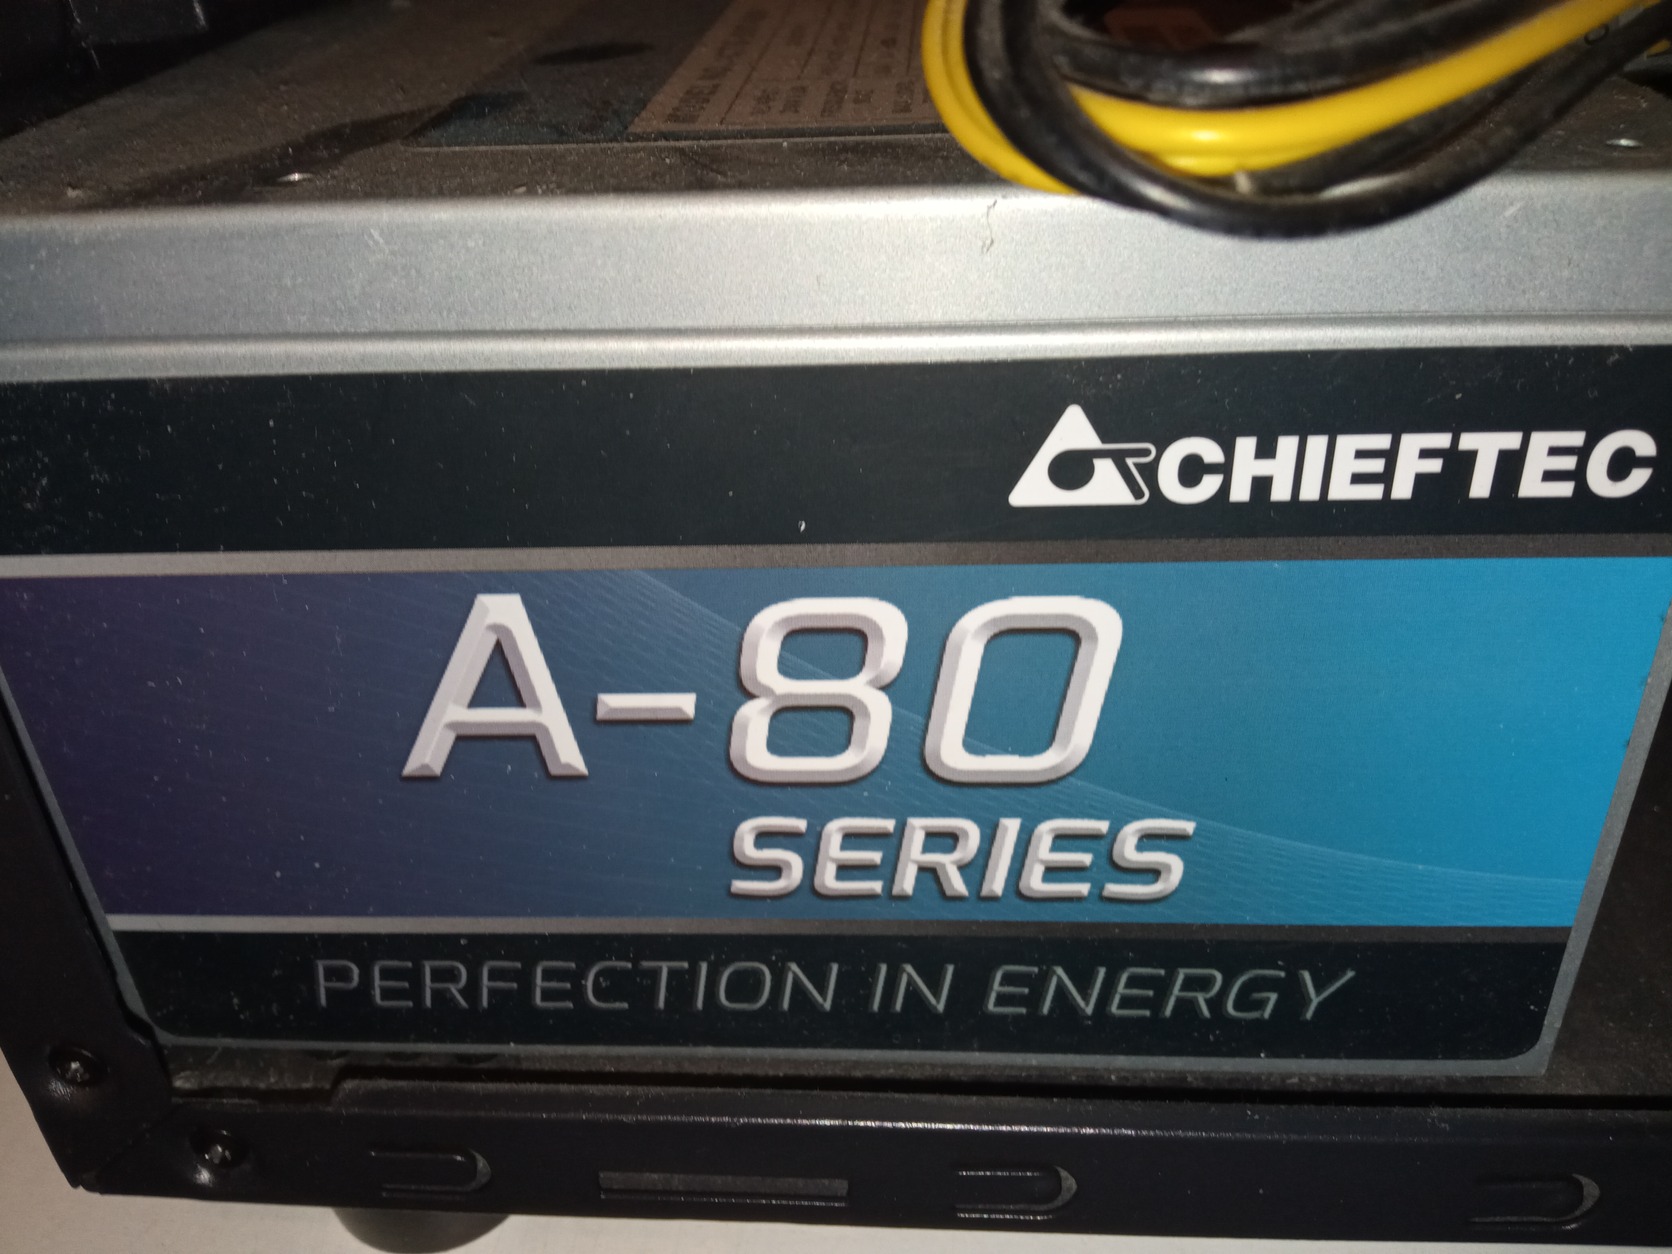 CHIEFTEC
A-80
SERIES
PERFECTION IN ENERGY